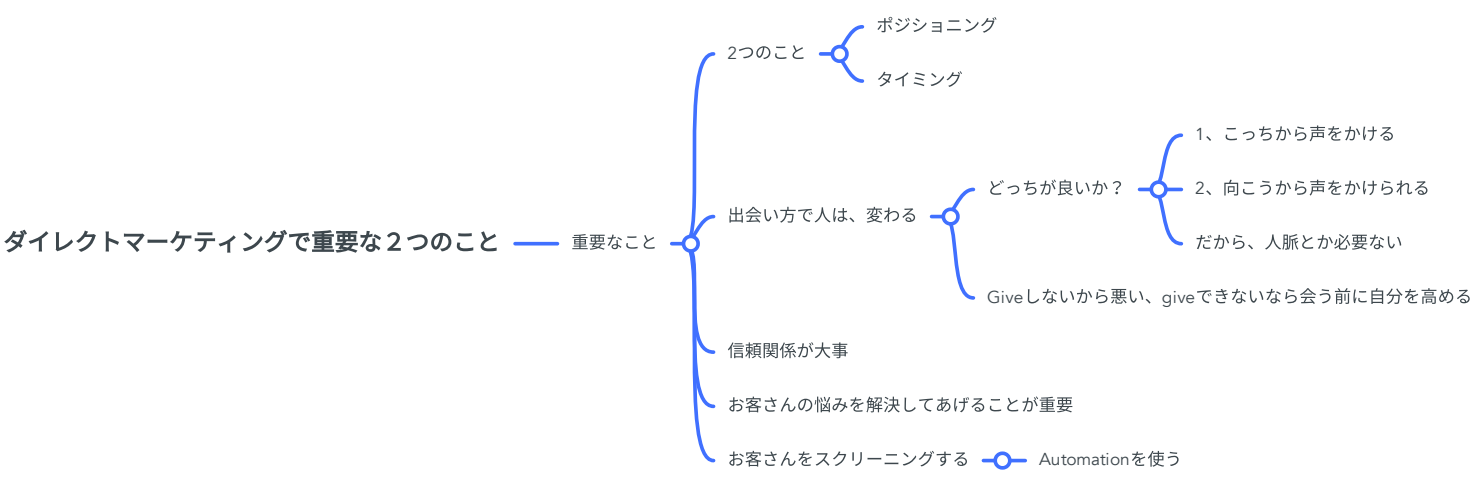 ダイレクトマーケティングで重要な２つのこと
重要なこと
2つのこと
ポジショニング
タイミング
出会い方で人は、変わる
どっちが良いか？
1、こっちから声をかける
2、向こうから声をかけられる
だから、人脈とか必要ない
Giveしないから悪い、giveできないなら会う前に自分を高める
信頼関係が大事
お客さんの悩みを解決してあげることが重要
お客さんをスクリーニングする
Automationを使う